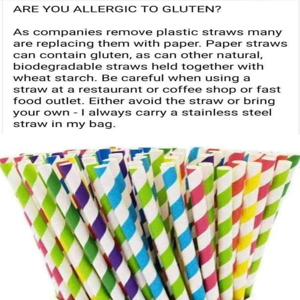 ARE YOU ALLERGIC TO GLUTEN?
As companies remove plastic straws many
are replacing them with paper. Paper straws
can contain gluten, as can other natural,
biodegradable straws held together with
wheat starch. Be careful when using a
straw at a restaurant or coffee shop or fast
food outlet. Either avoid the straw or bring
your own - I always carry a stainless steel
straw in my bag.